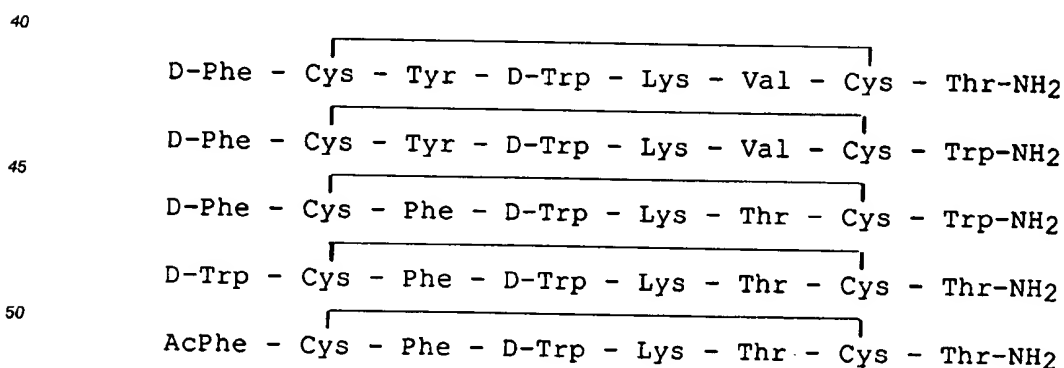 40
D-Phe - Cys - Tyr - D-Trp - Lys - Val - Cys - Thr-NH2
D-Phe - Cys - Tyr - D-Trp - Lys - Val - Cys - Trp-NH2
45
D-Phe - Cys - Phe - D-Trp - Lys - Thr - Cys - Trp-NH2
D-Trp - Cys - Phe - D-Trp - Lys - Thr - Cys - Thr-NH2
50
AcPhe - Cys - Phe - D-Trp - Lys - Thr - Cys - Thr-NH2